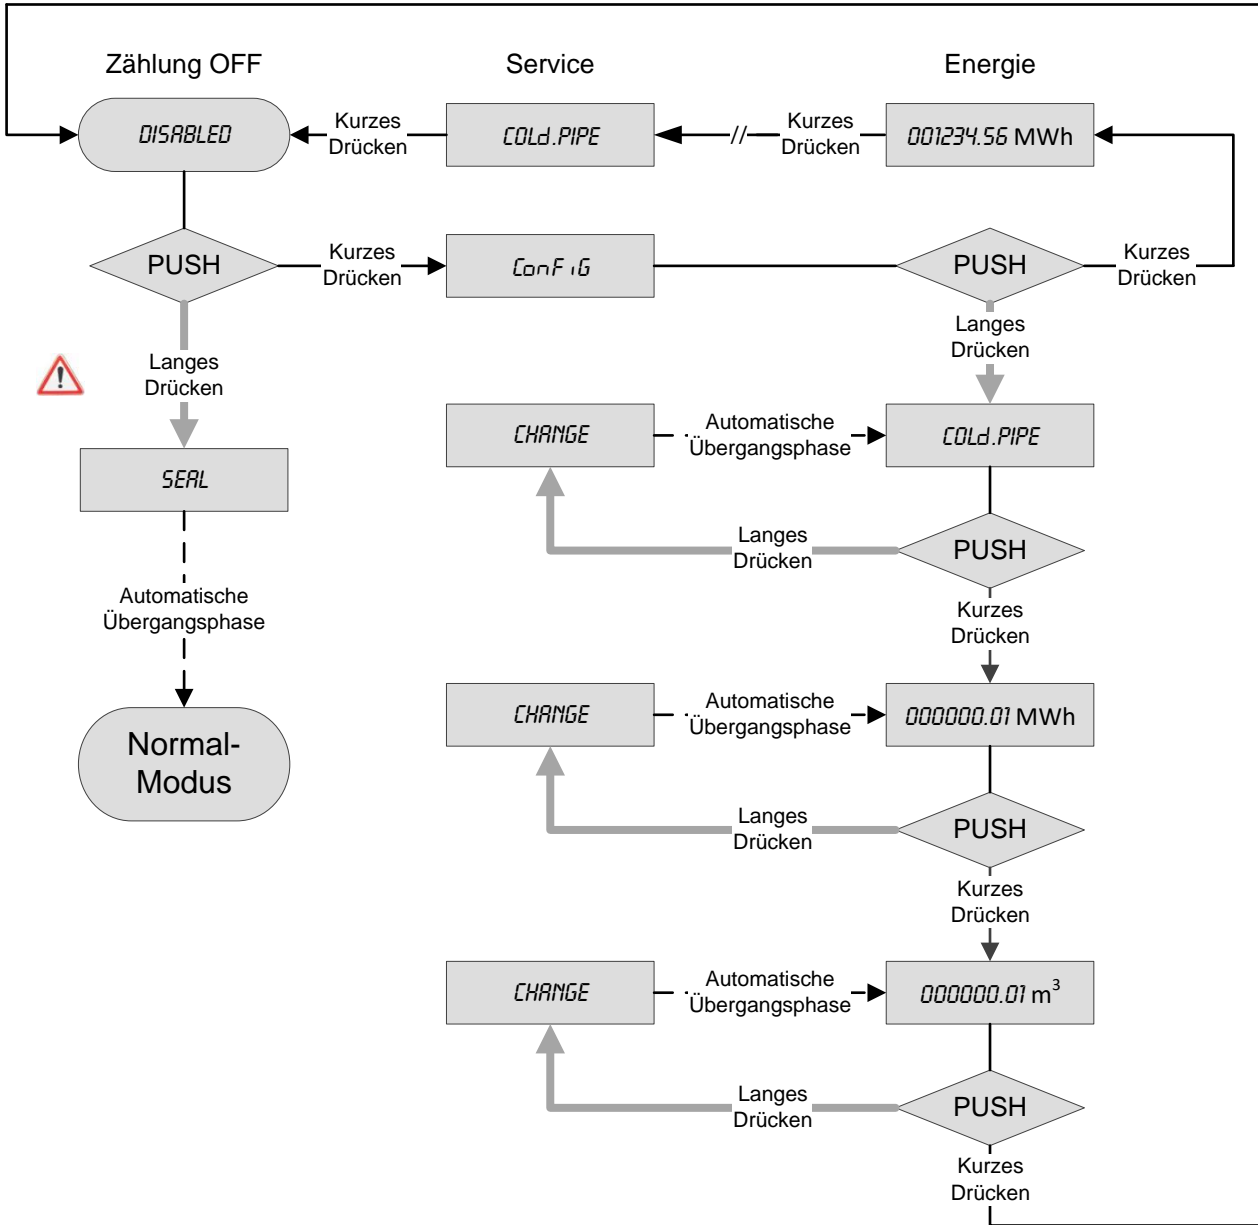 Zählung OFF
Service
Energie
DISABLED
Kurzes
Drücken
COLd.PIPE
//
Kurzes
Drücken
001234.56 MWh
PUSH
Kurzes
Drücken
ConFiG
PUSH
Kurzes
Drücken
Langes
Drücken
Langes
Drücken
CHANGE
Automatische
Übergangsphase
COLd.PIPE
SEAL
Langes
Drücken
PUSH
Automatische
Übergangsphase
Kurzes
Drücken
Normal-
Modus
CHANGE
Automatische
Übergangsphase
000000.01 MWh
Langes
Drücken
PUSH
Kurzes
Drücken
CHANGE
Automatische
Übergangsphase
000000.01 m³
Langes
Drücken
PUSH
Kurzes
Drücken